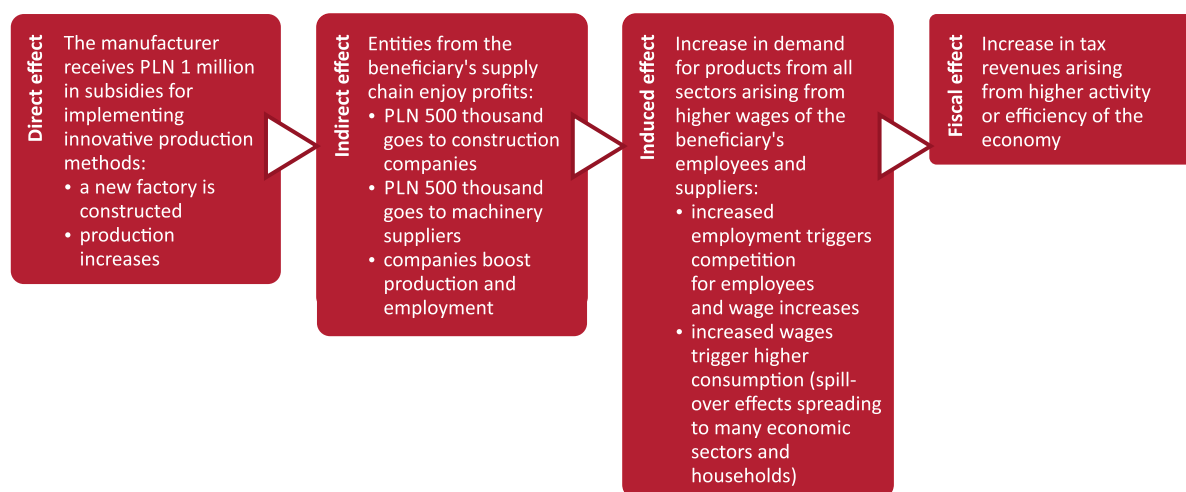 Direct effect
The manufacturer
receives PLN 1 million
in subsidies for
implementing
innovative production
methods:
• a new factory is
constructed
• production
increases
Indirect effect
Entities from the
beneficiary's supply
chain enjoy profits:
• PLN 500 thousand
goes to construction
companies
• PLN 500 thousand
goes to machinery
suppliers
• companies boost
production and
employment
Induced effect
Increase in demand
for products from all
sectors arising from
higher wages of the
beneficiary's
employees and
suppliers:
• increased
employment triggers
competition
for employees
and wage increases
• increased wages
trigger higher
consumption (spill-
over effects spreading
to many economic
sectors and
households)
Fiscal effect
Increase in tax
revenues arising
from higher activity
or efficiency of the
economy